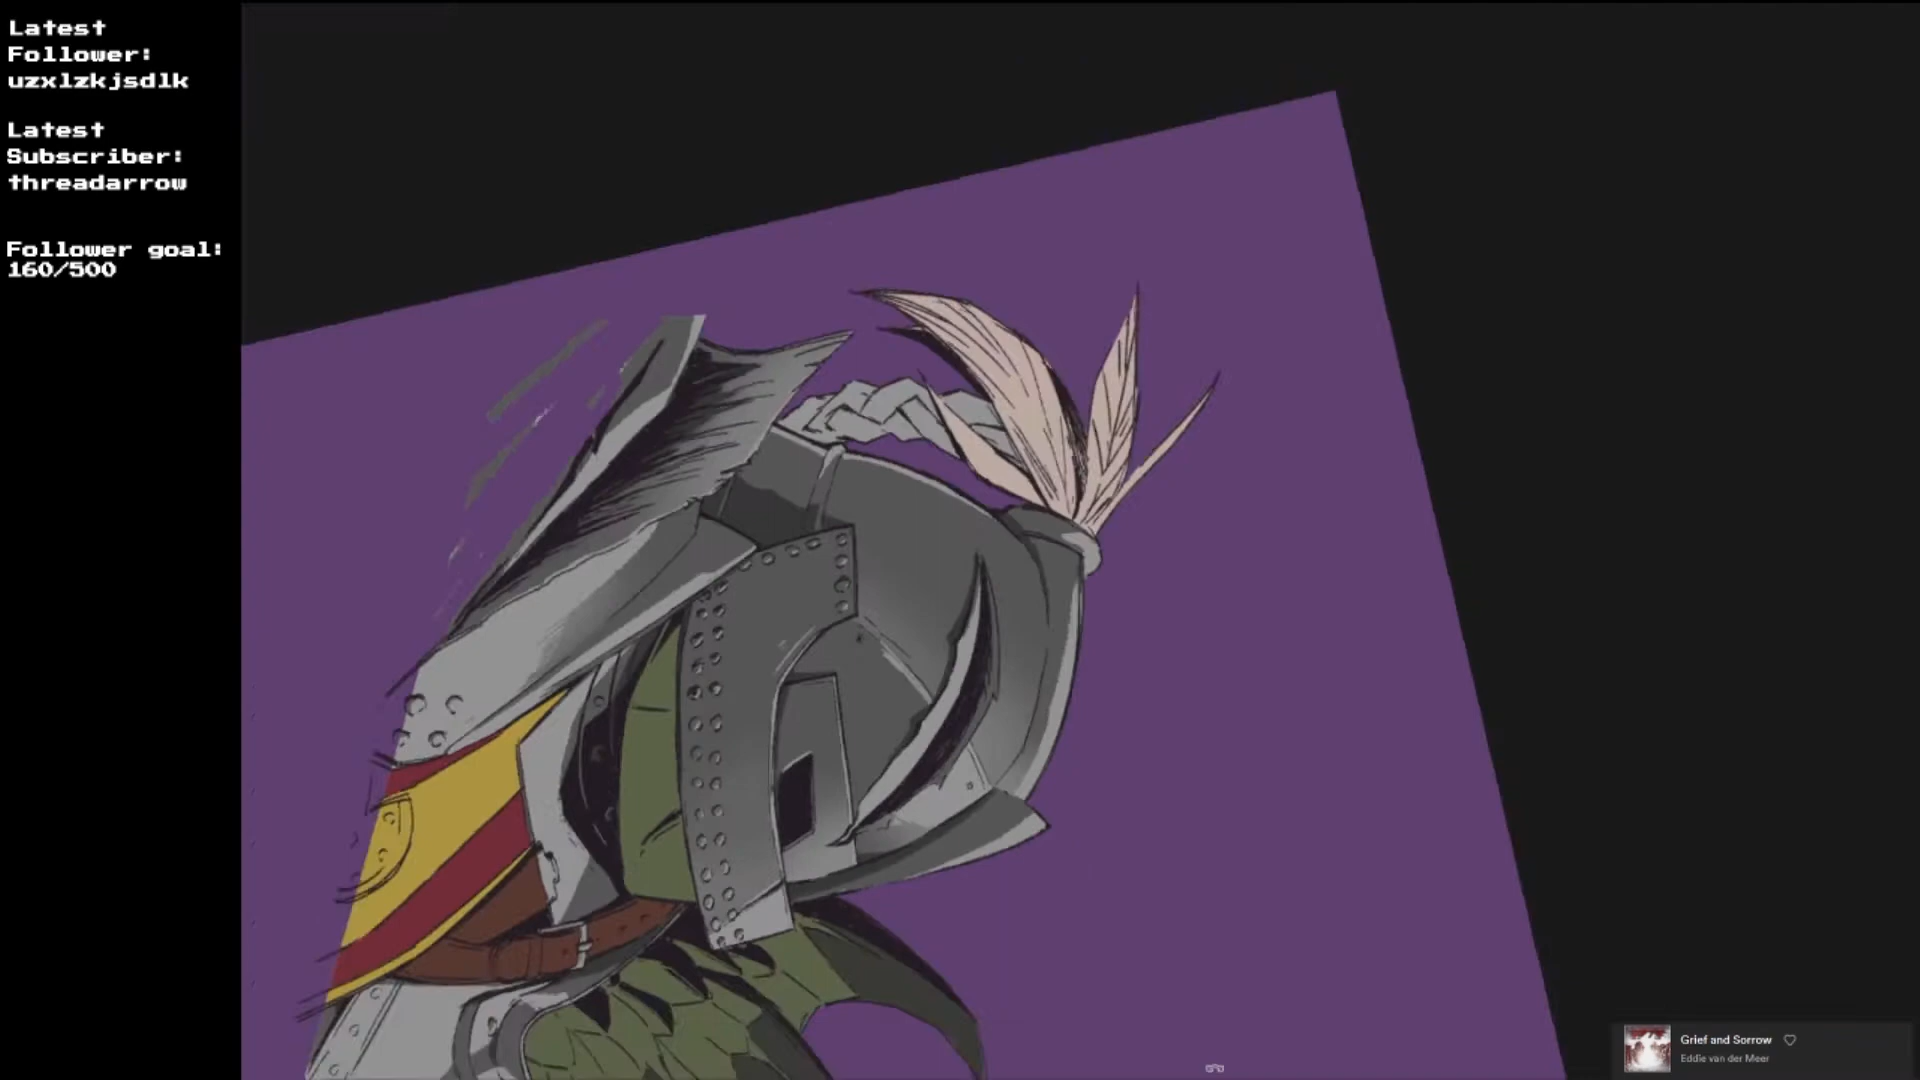 Latest
Follower:
uzxlzkjsdlk
Latest
Subscriber:
threadarrow
Follower goal:
160/500
Grief and Sorrow
Eddie van der Meer